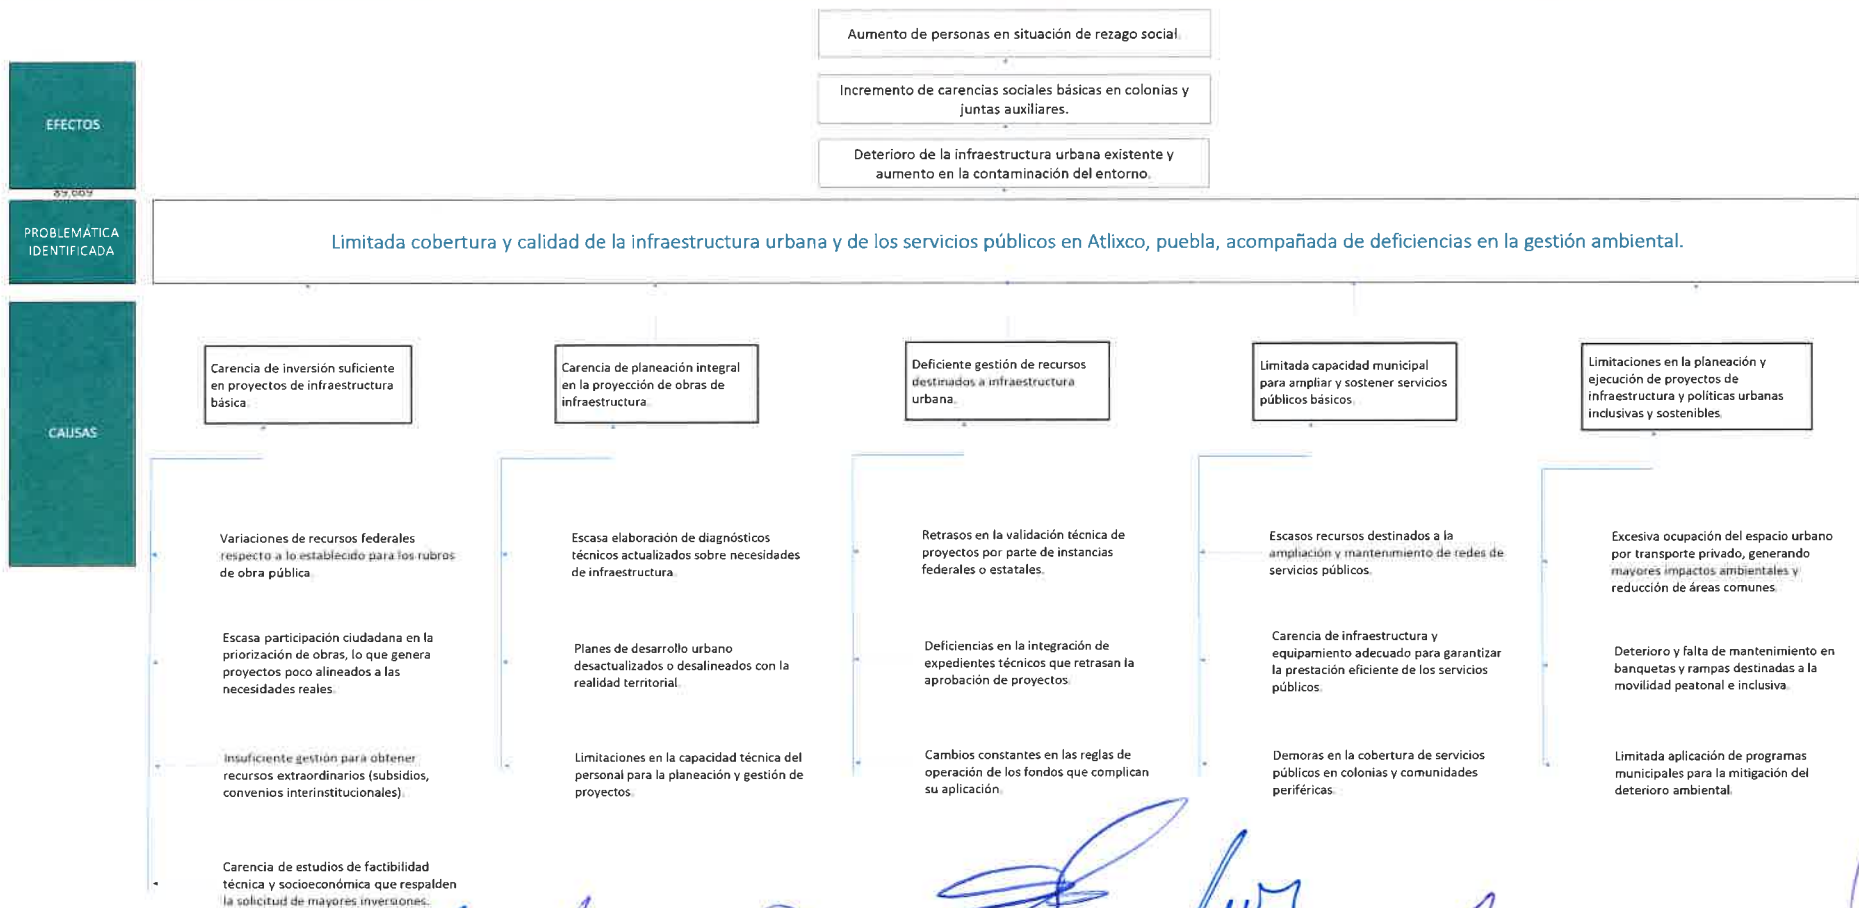 Aumento de personas en situación de rezago social.
Incremento de carencias sociales básicas en colonias y
juntas auxiliares.
EFECTOS
Deterioro de la infraestructura urbana existente y
aumento en la contaminación del entorno.
89,669
PROBLEMÁTICA
IDENTIFICADA
Limitada cobertura y calidad de la infraestructura urbana y de los servicios públicos en Atlixco, puebla, acompañada de deficiencias en la gestión ambiental.
CAUSAS
Carencia de inversión suficiente
en proyectos de infraestructura
básica.
Carencia de planeación integral
en la proyección de obras de
infraestructura.
Deficiente gestión de recursos
destinados a infraestructura
urbana.
Limitada capacidad municipal
para ampliar y sostener servicios
públicos básicos.
Limitaciones en la planeación y
ejecución de proyectos de
infraestructura y políticas urbanas
inclusivas y sostenibles.
Variaciones de recursos federales
respecto a lo establecido para los rubros
de obra pública.
Escasa participación ciudadana en la
priorización de obras, lo que genera
proyectos poco alineados a las
necesidades reales.
Insuficiente gestión para obtener
recursos extraordinarios (subsidios,
convenios interinstitucionales).
Carencia de estudios de factibilidad
técnica y socioeconómica que respalden
la solicitud de mayores inversiones.
Escasa elaboración de diagnósticos
técnicos actualizados sobre necesidades
de infraestructura.
Planes de desarrollo urbano
desactualizados o desalineados con la
realidad territorial.
Limitaciones en la capacidad técnica del
personal para la planeación y gestión de
proyectos.
Retrasos en la validación técnica de
proyectos por parte de instancias
federales o estatales.
Deficiencias en la integración de
expedientes técnicos que retrasan la
aprobación de proyectos.
Cambios constantes en las reglas de
operación de los fondos que complican
su aplicación.
Escasos recursos destinados a la
ampliación y mantenimiento de redes de
servicios públicos.
Carencia de infraestructura y
equipamiento adecuado para garantizar
la prestación eficiente de los servicios
públicos.
Demoras en la cobertura de servicios
públicos en colonias y comunidades
periféricas.
Excesiva ocupación del espacio urbano
por transporte privado, generando
mayores impactos ambientales y
reducción de áreas comunes.
Deterioro y falta de mantenimiento en
banquetas y rampas destinadas a la
movilidad peatonal e inclusiva.
Limitada aplicación de programas
municipales para la mitigación del
deterioro ambiental.